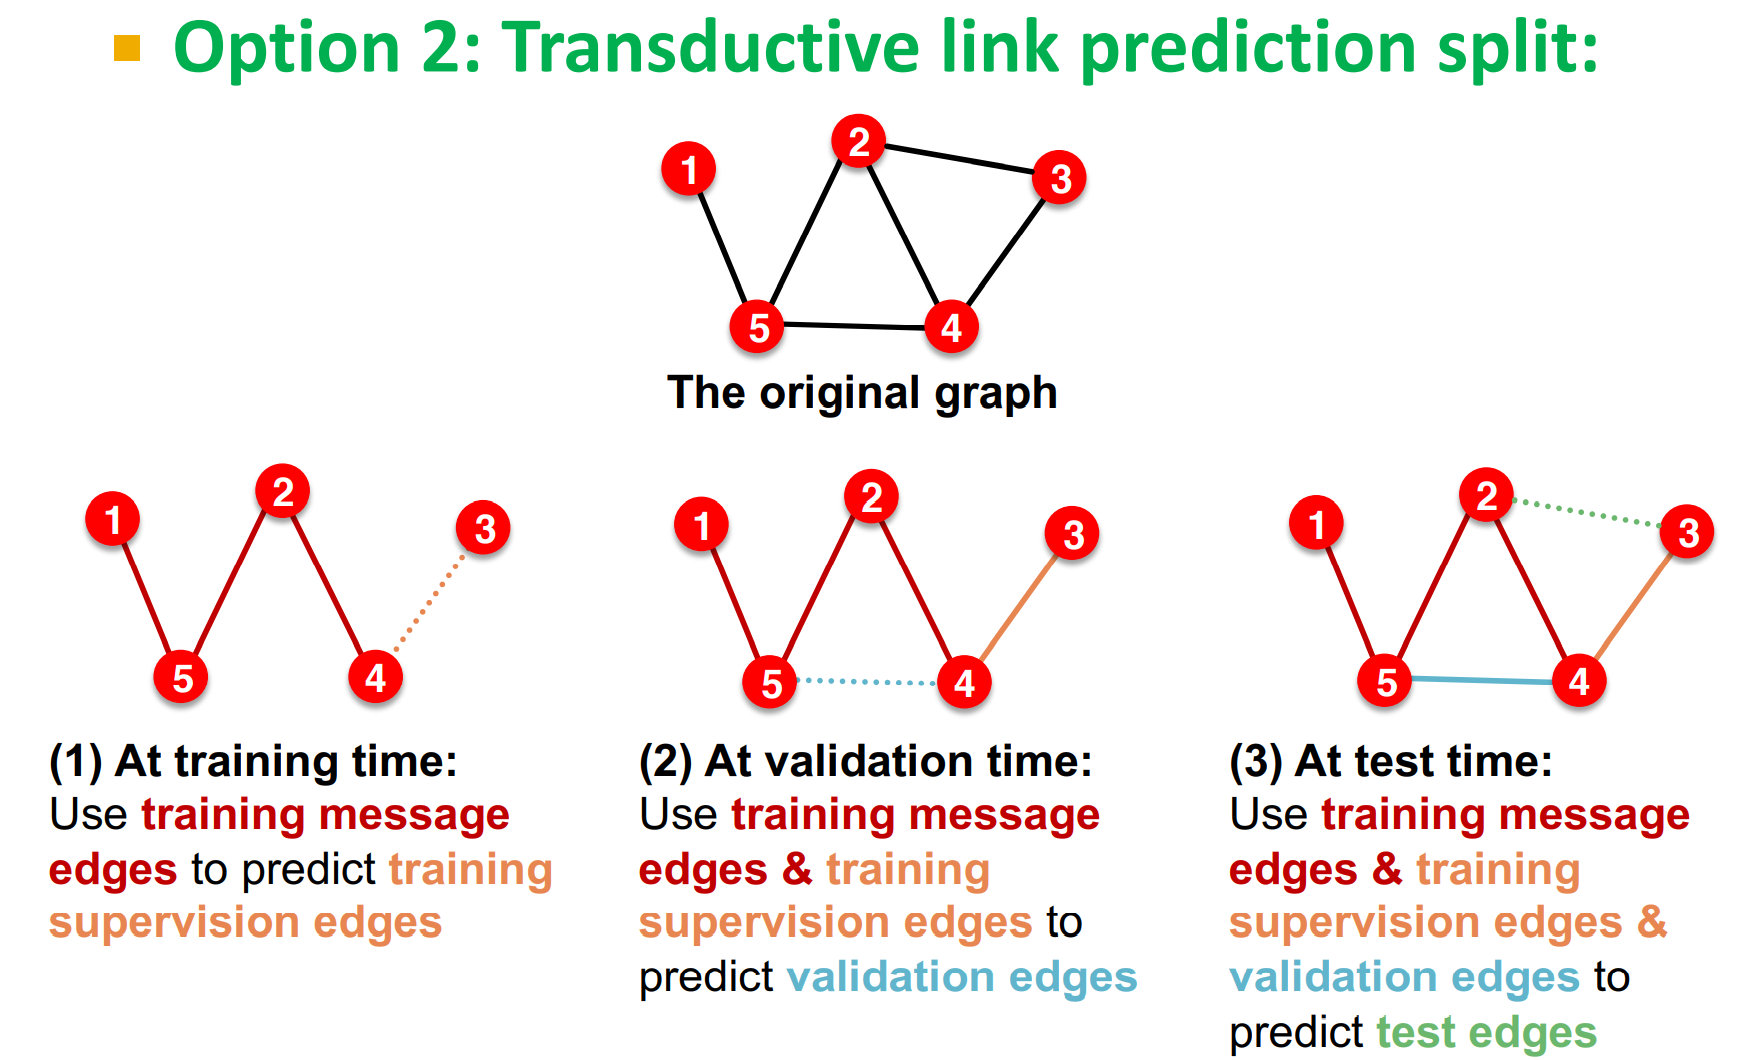 Option 2: Transductive link prediction split:
1
2
3
5
4
The original graph
1
2
3
5
4
1
2
3
5
4
1
2
3
5
4
(1) At training time:
Use training message
edges to predict training
supervision edges
(2) At validation time:
Use training message
edges & training
supervision edges to
predict validation edges
(3) At test time:
Use training message
edges & training
supervision edges &
validation edges to
predict test edges